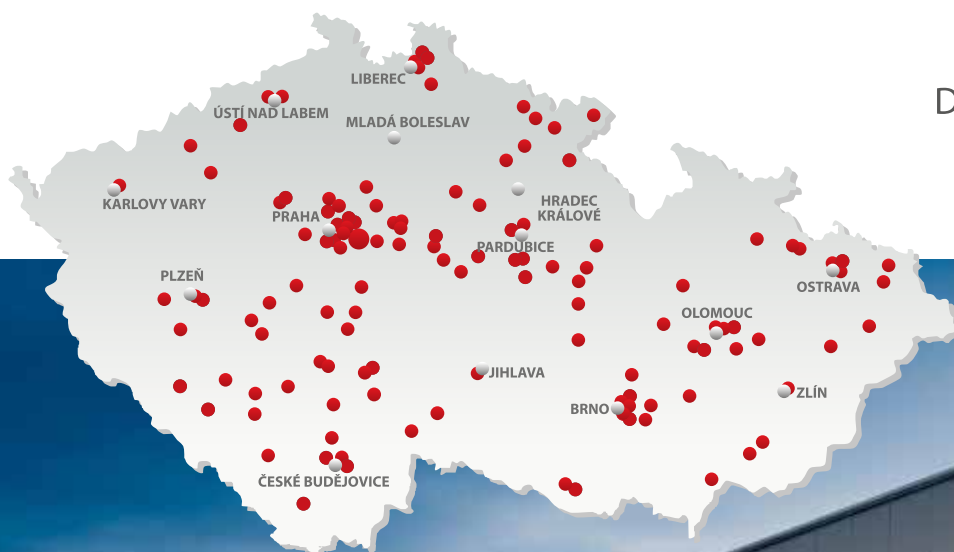 LIBEREC
D
ÚSTÍ NAD LABEM
MLADÁ BOLESLAV
KARLOVY VARY
HRADEC
KRÁLOVÉ
PRAHA
PARDUBICE
PLZEŇ
OSTRAVA
OLOMOUC
JIHLAVA
ZLÍN
BRNO
ČESKÉ BUDĚJOVICE